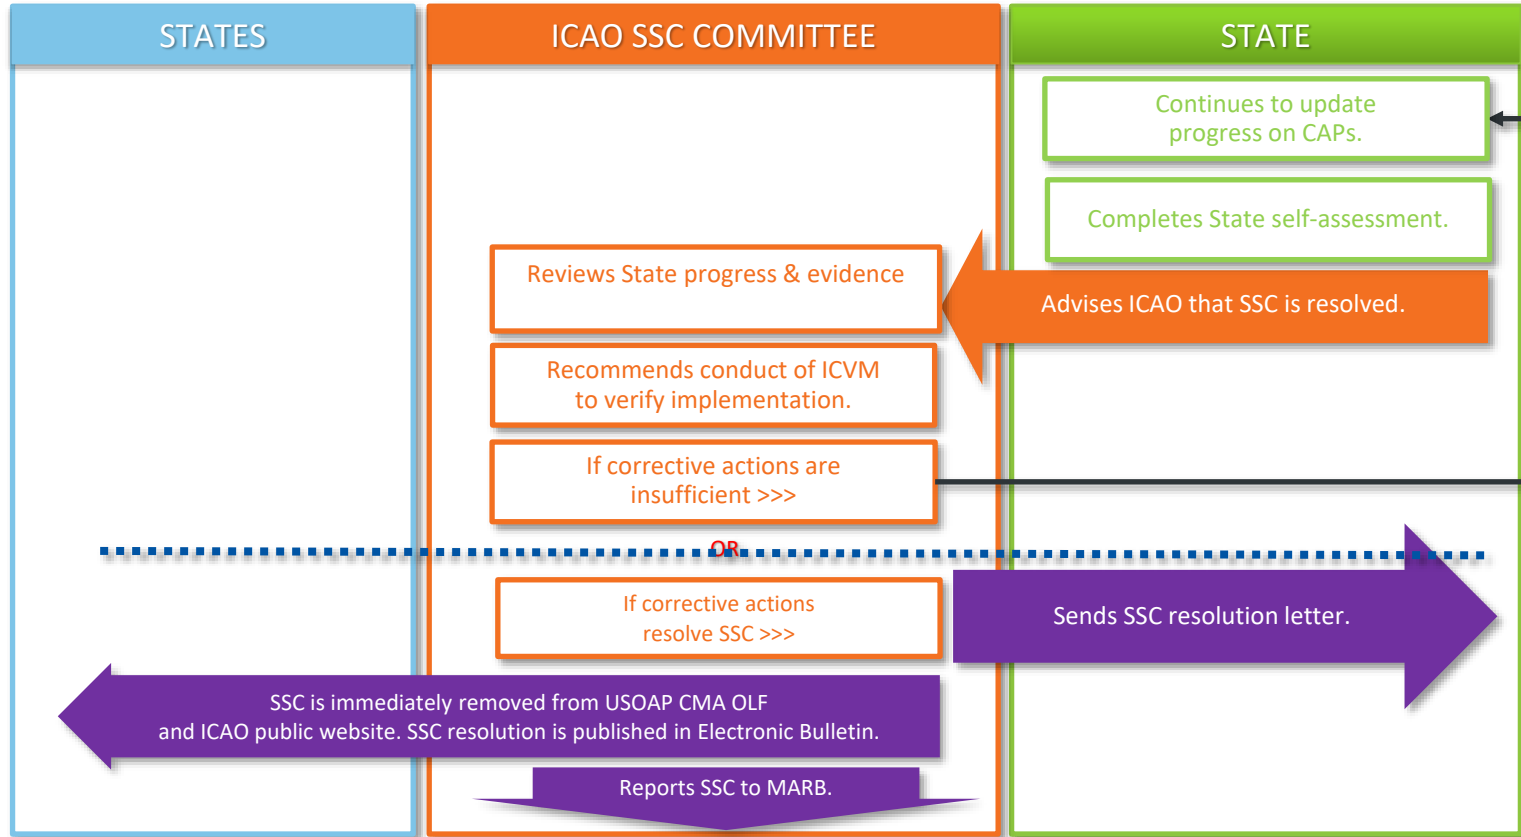 STATES
ICAO SSC COMMITTEE
STATE
Continues to update
progress on CAPs.
Completes State self-assessment.
Reviews State progress & evidence
Advises ICAO that SSC is resolved.
Recommends conduct of ICVM
to verify implementation.
If corrective actions are
insufficient >>>
OR
If corrective actions
resolve SSC >>>
Sends SSC resolution letter.
SSC is immediately removed from USOAP CMA OLF
and ICAO public website. SSC resolution is published in Electronic Bulletin.
Reports SSC to MARB.